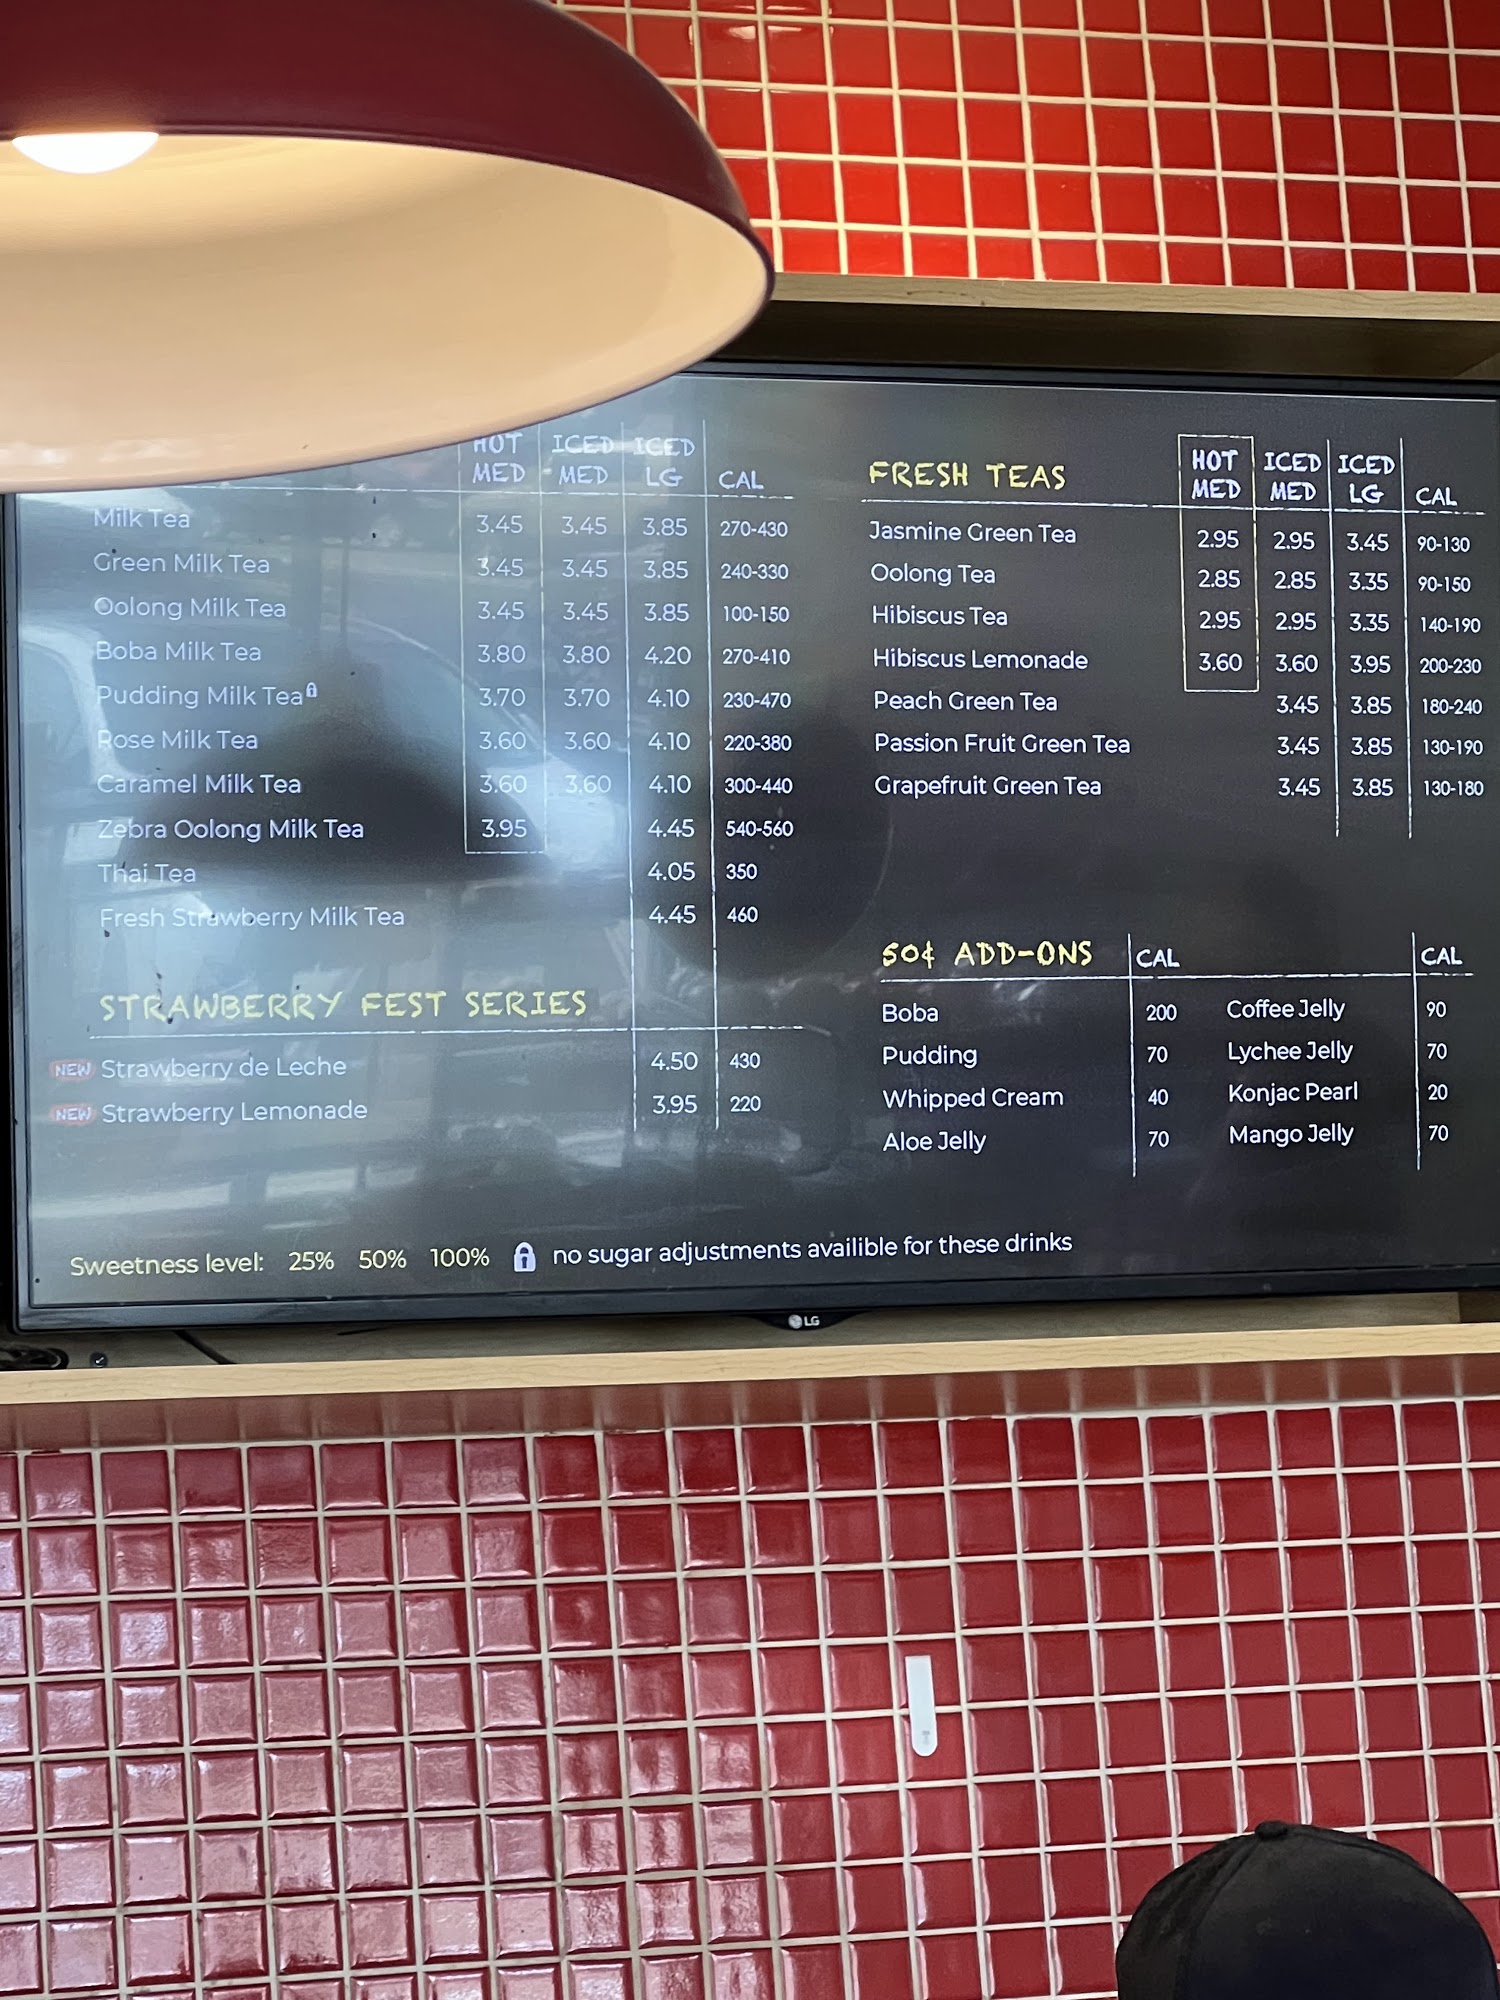 HOT ICED ICED
MED MED LG CAL
Milk Tea 3.45 3.45 3.85 270-430
Green Milk Tea 3.45 3.45 3.85 240-330
Oolong Milk Tea 3.45 3.45 3.85 100-150
Boba Milk Tea 3.80 3.80 4.20 270-410
Pudding Milk Tea 3.70 3.70 4.10 230-470
Rose Milk Tea 3.60 3.60 4.10 220-380
Caramel Milk Tea 3.60 3.60 4.10 300-440
Zebra Oolong Milk Tea 3.95 4.45 540-560
Thai Tea 4.05 350
Fresh Strawberry Milk Tea 4.45 460
STRAWBERRY FEST SERIES
NEW Strawberry de Leche 4.50 430
NEW Strawberry Lemonade 3.95 220
HOT ICED ICED
FRESH TEAS MED MED LG CAL
Jasmine Green Tea 2.95 2.95 3.45 90-130
Oolong Tea 2.85 2.85 3.35 90-150
Hibiscus Tea 2.95 2.95 3.35 140-190
Hibiscus Lemonade 3.60 3.60 3.95 200-230
Peach Green Tea 3.45 3.85 180-240
Passion Fruit Green Tea 3.45 3.85 130-190
Grapefruit Green Tea 3.45 3.85 130-180
50¢ ADD-ONS CAL CAL
Boba 200 Coffee Jelly 90
Pudding 70 Lychee Jelly 70
Whipped Cream 40 Konjac Pearl 20
Aloe Jelly 70 Mango Jelly 70
Sweetness level: 25% 50% 100% no sugar adjustments availible for these drinks
LG